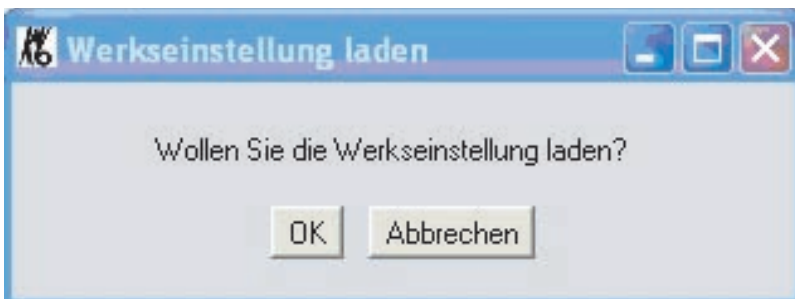 Werkseinstellung laden
Wollen Sie die Werkseinstellung laden?
OK Abbrechen